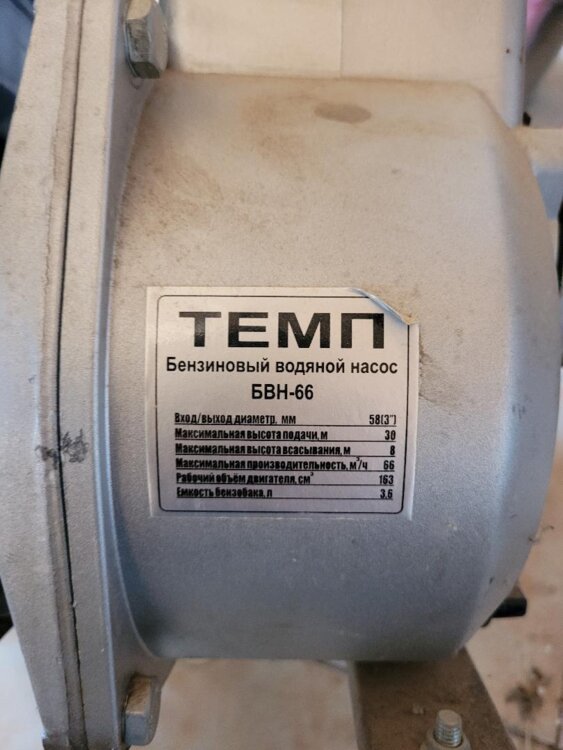 ТЕМП
Бензиновый водяной насос
БВН-66
Вход/выход диаметр, мм 58(3")
Максимальная высота подачи, м 30
Максимальная высота всасывания, м 8
Максимальная производительность, м³/ч 66
Рабочий объём двигателя, см³ 163
Емкость бензобака, л 3,6